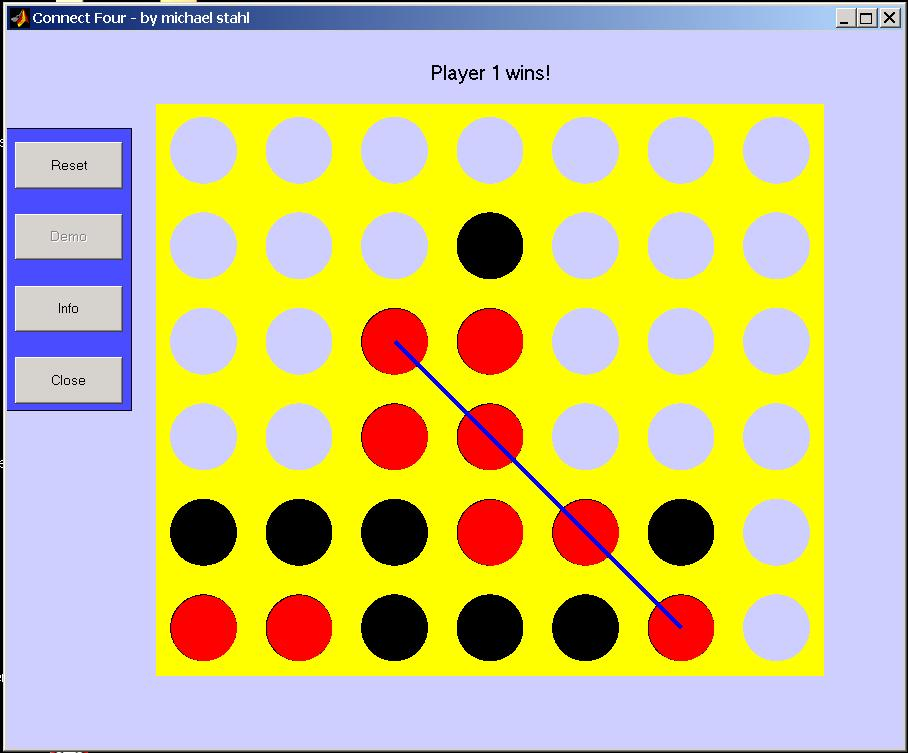 Connect Four - by michael stahl
Player 1 wins!
Reset
Demo
Info
Close